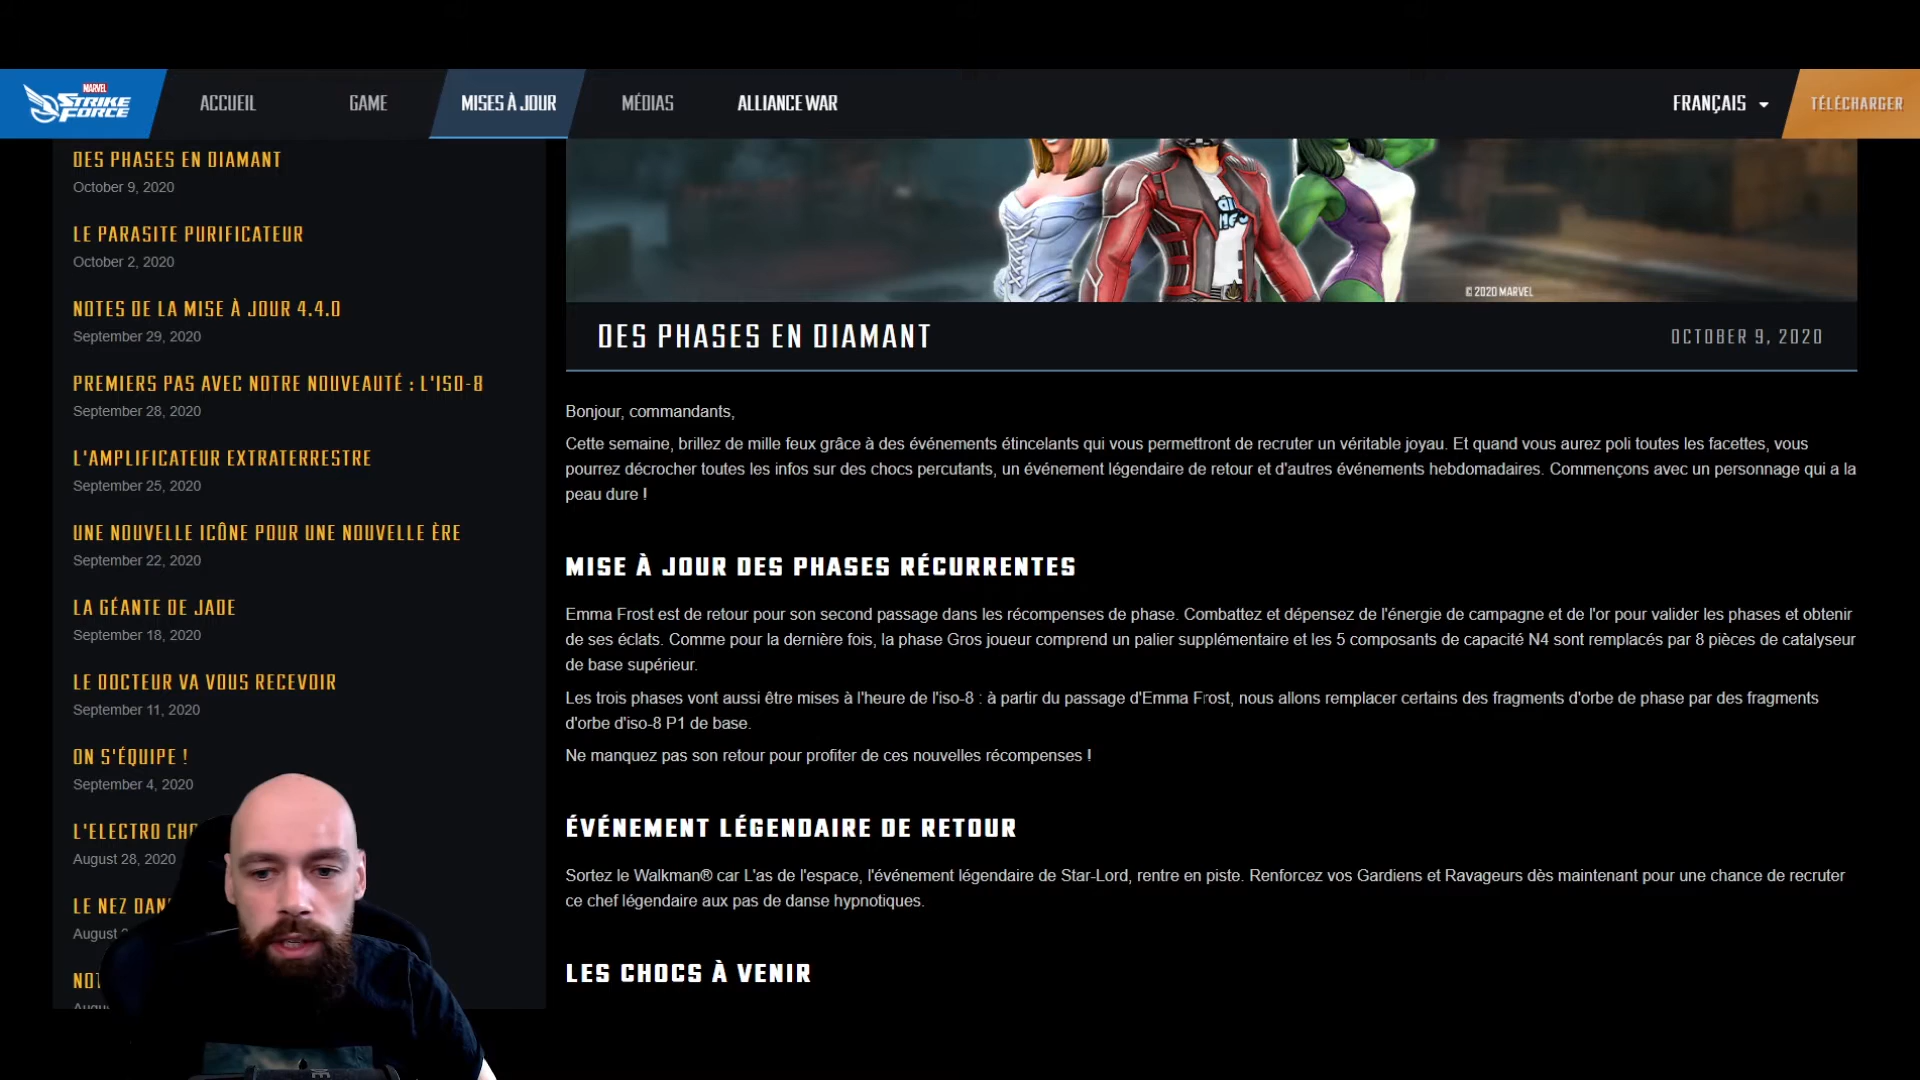 MARVEL
STRIKE
FORCE
ACCUEIL
GAME
MISES À JOUR
MÉDIAS
ALLIANCE WAR
FRANÇAIS
TÉLÉCHARGER
DES PHASES EN DIAMANT
October 9, 2020
LE PARASITE PURIFICATEUR
October 2, 2020
NOTES DE LA MISE À JOUR 4.4.0
September 29, 2020
PREMIERS PAS AVEC NOTRE NOUVEAUTÉ : L'ISO-8
September 28, 2020
L'AMPLIFICATEUR EXTRATERRESTRE
September 25, 2020
UNE NOUVELLE ICÔNE POUR UNE NOUVELLE ÈRE
September 22, 2020
LA GÉANTE DE JADE
September 18, 2020
LE DOCTEUR VA VOUS RECEVOIR
September 11, 2020
ON S'ÉQUIPE !
September 4, 2020
L'ELECTRO
August 28, 2020
LE NEZ
August
© 2020 MARVEL
DES PHASES EN DIAMANT
OCTOBER 9, 2020
Bonjour, commandants,
Cette semaine, brillez de mille feux grâce à des événements étincelants qui vous permettront de recruter un véritable joyau. Et quand vous aurez poli toutes les facettes, vous
pourrez décrocher toutes les infos sur des chocs percutants, un événement légendaire de retour et d'autres événements hebdomadaires. Commençons avec un personnage qui a la
peau dure !
MISE À JOUR DES PHASES RÉCURRENTES
Emma Frost est de retour pour son second passage dans les récompenses de phase. Combattez et dépensez de l'énergie de campagne et de l'or pour valider les phases et obtenir
de ses éclats. Comme pour la dernière fois, la phase Gros joueur comprend un palier supplémentaire et les 5 composants de capacité N4 sont remplacés par 8 pièces de catalyseur
de base supérieur.
Les trois phases vont aussi être mises à l'heure de l'iso-8 : à partir du passage d'Emma Frost, nous allons remplacer certains des fragments d'orbe de phase par des fragments
d'orbe d'iso-8 P1 de base.
Ne manquez pas son retour pour profiter de ces nouvelles récompenses !
ÉVÉNEMENT LÉGENDAIRE DE RETOUR
Sortez le Walkman® car L'as de l'espace, l'événement légendaire de Star-Lord, rentre en piste. Renforcez vos Gardiens et Ravageurs dès maintenant pour une chance de recruter
ce chef légendaire aux pas de danse hypnotiques.
LES CHOCS À VENIR